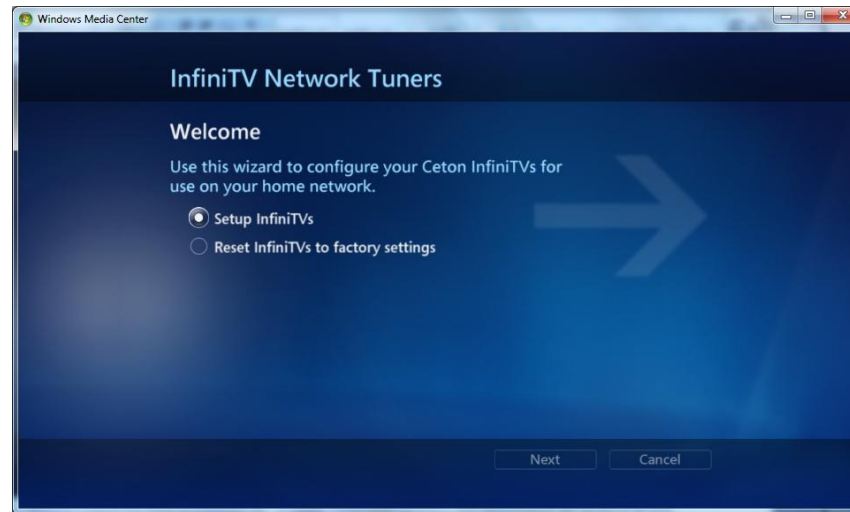 Windows Media Center
InfiniTV Network Tuners
Welcome
Use this wizard to configure your Ceton InfiniTVs for
use on your home network.
Setup InfiniTVs
Reset InfiniTVs to factory settings
Next Cancel